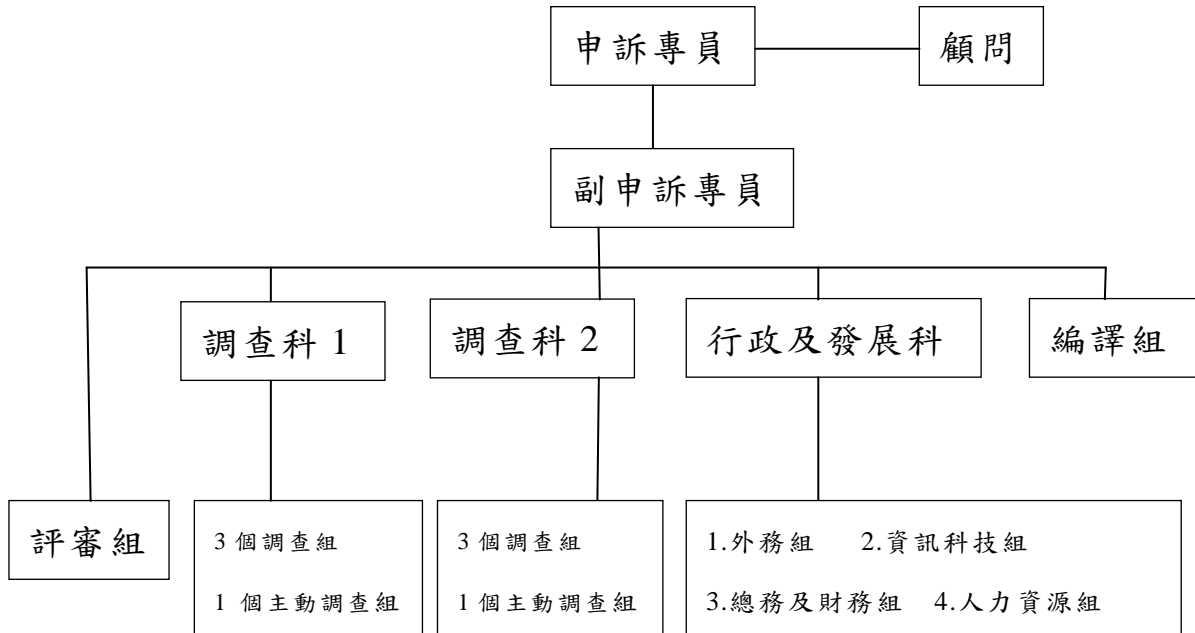 申訴專員
顧問
副申訴專員
調查科 1
調查科 2
行政及發展科
編譯組
評審組
3 個調查組
1 個主動調查組
3 個調查組
1 個主動調查組
1.外務組 2.資訊科技組
3.總務及財務組 4.人力資源組